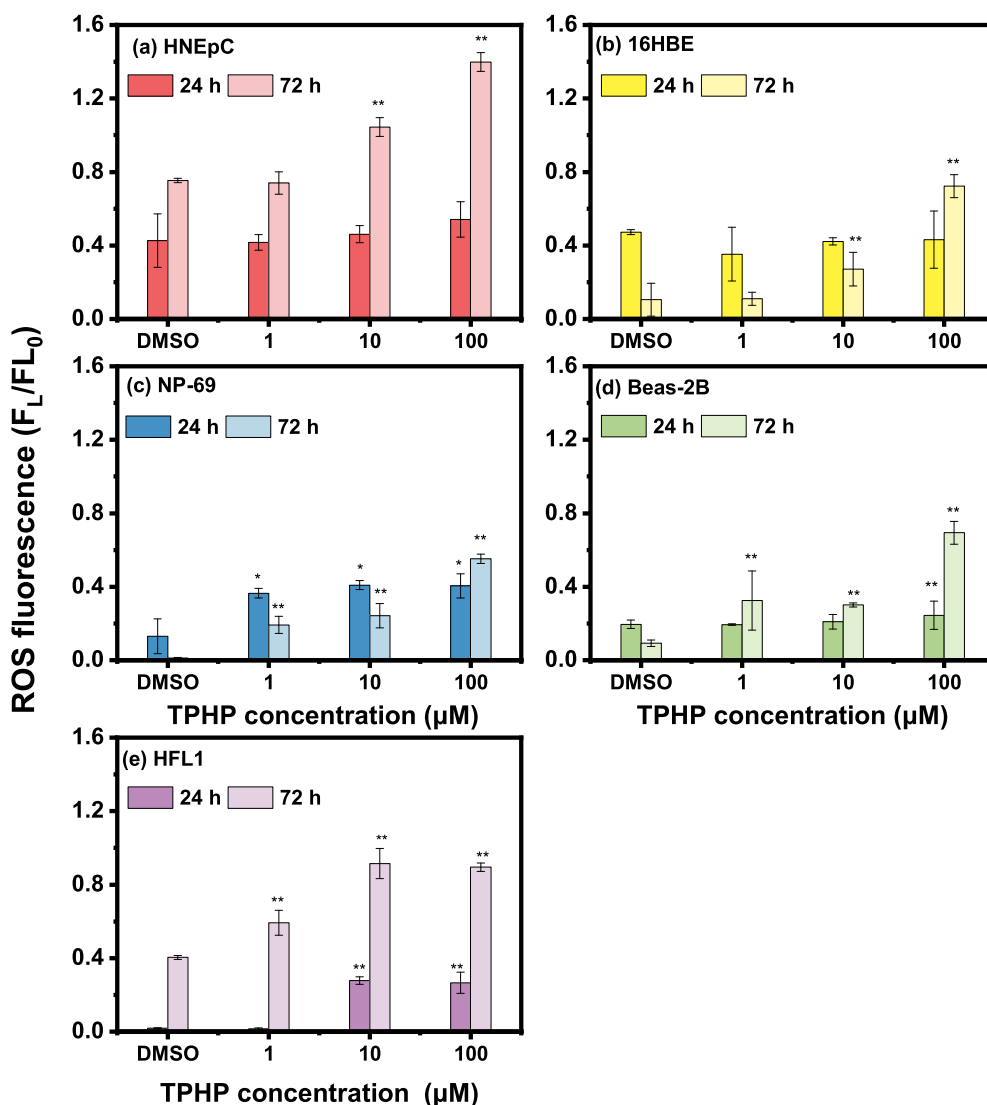 ROS fluorescence (F_L/FL_0)
(a) HNEpC
24 h 72 h
**
**
1.6
1.2
0.8
0.4
0.0
DMSO 1 10 100
(b) 16HBE
24 h 72 h
**
**
1.6
1.2
0.8
0.4
0.0
DMSO 1 10 100
(c) NP-69
24 h 72 h
* ** * ** * **
1.6
1.2
0.8
0.4
0.0
DMSO 1 10 100
TPHP concentration (μM)
(d) Beas-2B
24 h 72 h
** ** ** **
1.6
1.2
0.8
0.4
0.0
DMSO 1 10 100
TPHP concentration (μM)
(e) HFL1
24 h 72 h
** ** ** ** **
1.6
1.2
0.8
0.4
0.0
DMSO 1 10 100
TPHP concentration (μM)